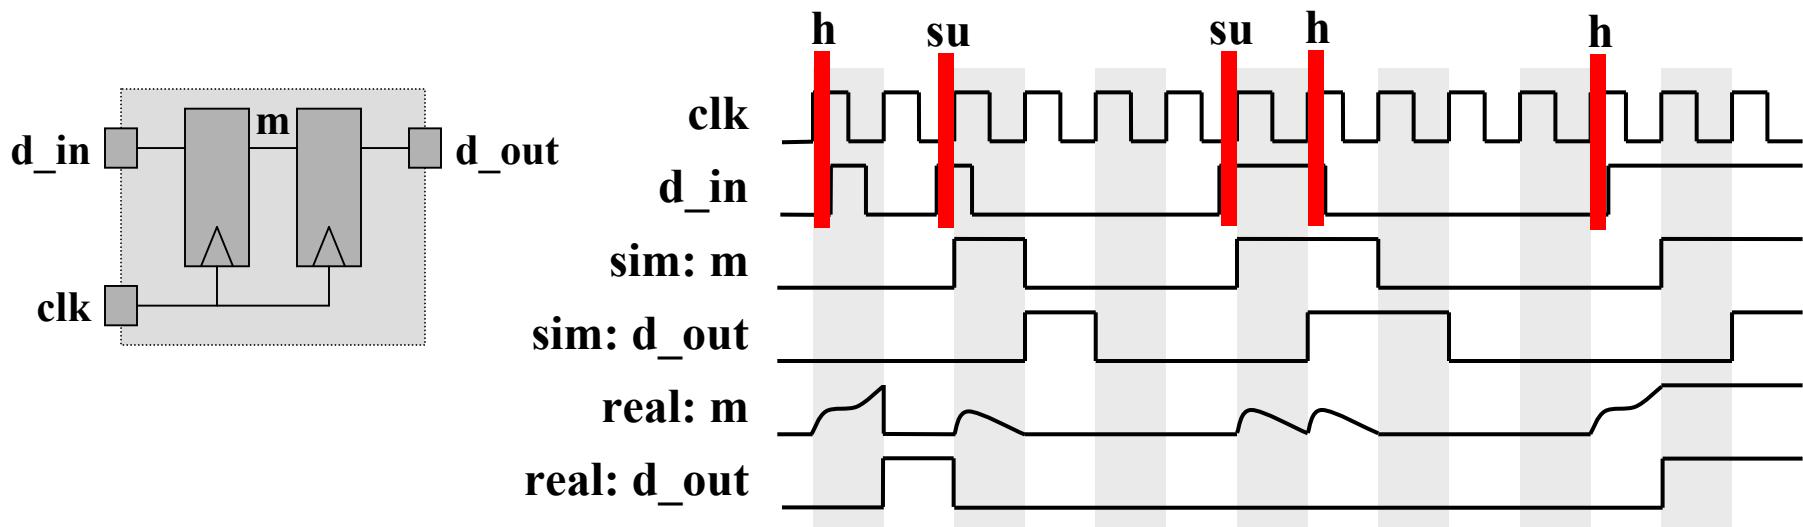 m
d_in
d_out
clk
h
su
su
h
h
clk
d_in
sim: m
sim: d_out
real: m
real: d_out